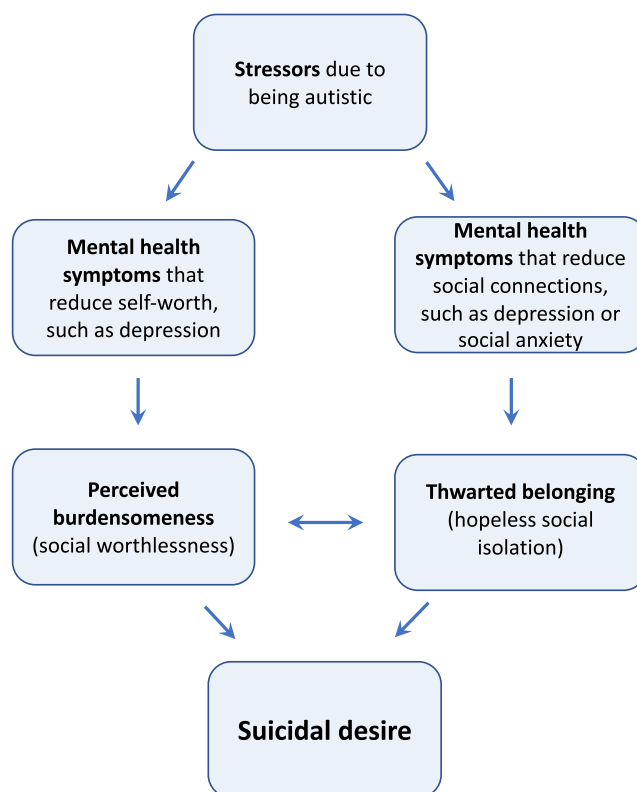 Stressors due to
being autistic
Mental health
symptoms that
reduce self-worth,
such as depression
Mental health
symptoms that reduce
social connections,
such as depression or
social anxiety
Perceived
burdensomeness
(social worthlessness)
Thwarted belonging
(hopeless social
isolation)
Suicidal desire